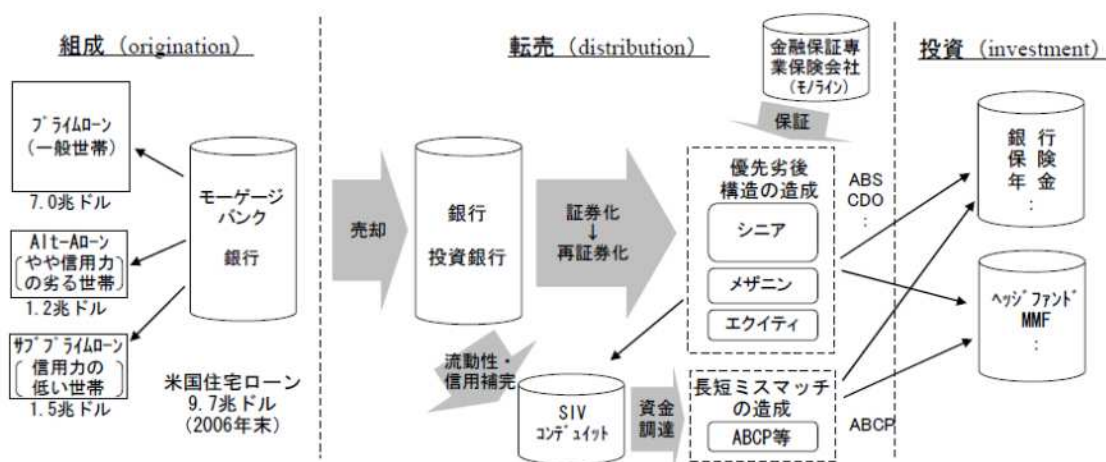 組成（origination）
ﾌﾟﾗｲﾑﾛｰﾝ
（一般世帯）
7.0兆ドル
Alt-Aﾛｰﾝ
やや信用力
の劣る世帯
1.2兆ドル
ｻﾌﾞﾌﾟﾗｲﾑﾛｰﾝ
信用力の
低い世帯
1.5兆ドル
モーゲージ
バンク
銀行
米国住宅ローン
9.7兆ドル
(2006年末)
転売（distribution）
売却
銀行
投資銀行
証券化
↓
再証券化
流動性・
信用補完
SIV
ｺﾝﾃﾞｭｲｯﾄ
資金
調達
金融保証専
業保険会社
(ﾓﾉﾗｲﾝ)
保証
優先劣後
構造の造成
シニア
メザニン
エクイティ
長短ミスマッチ
の造成
ABCP等
ABS
CDO
：
ABCP
投資（investment）
銀行
保険
年金
：
ﾍｯｼﾞﾌｧﾝﾄﾞ
MMF
：